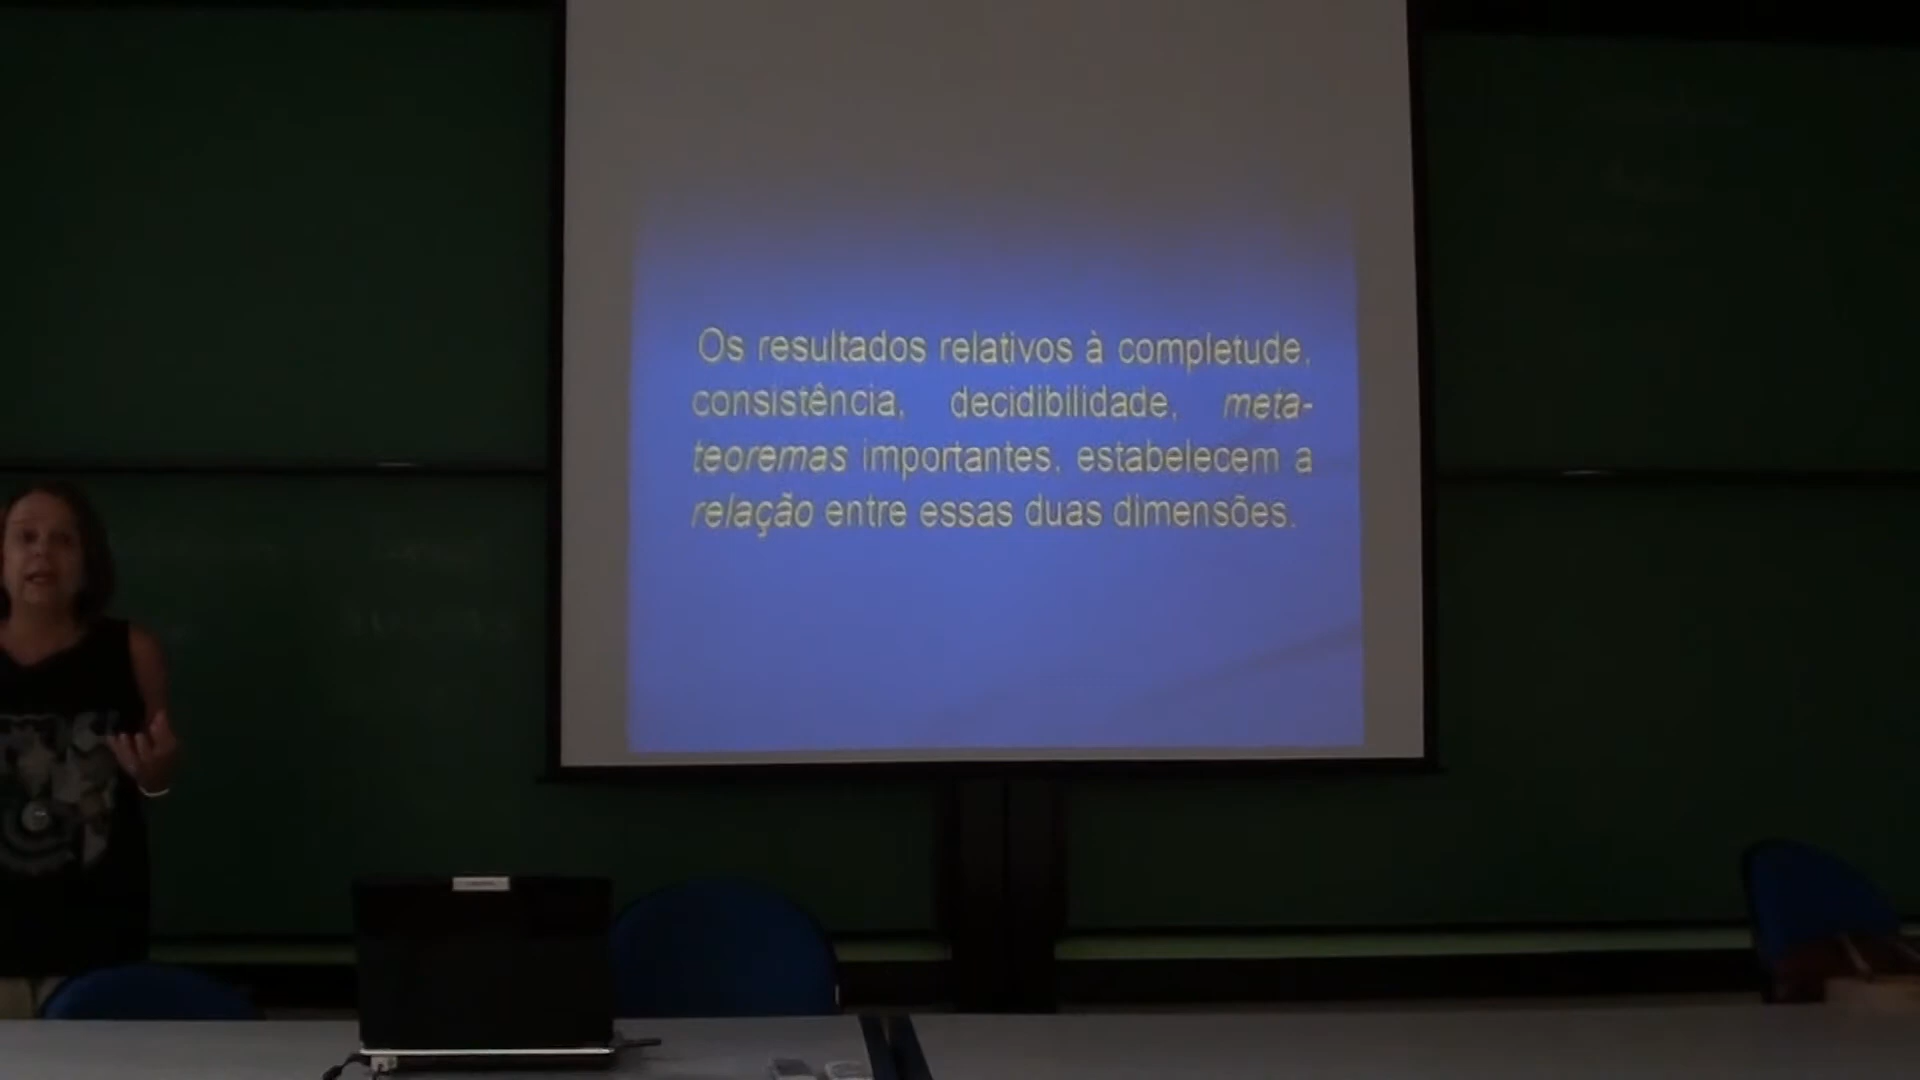 Os resultados relativos à completude,
consistência, decidibilidade, meta-
teoremas importantes, estabelecem a
relação entre essas duas dimensões.